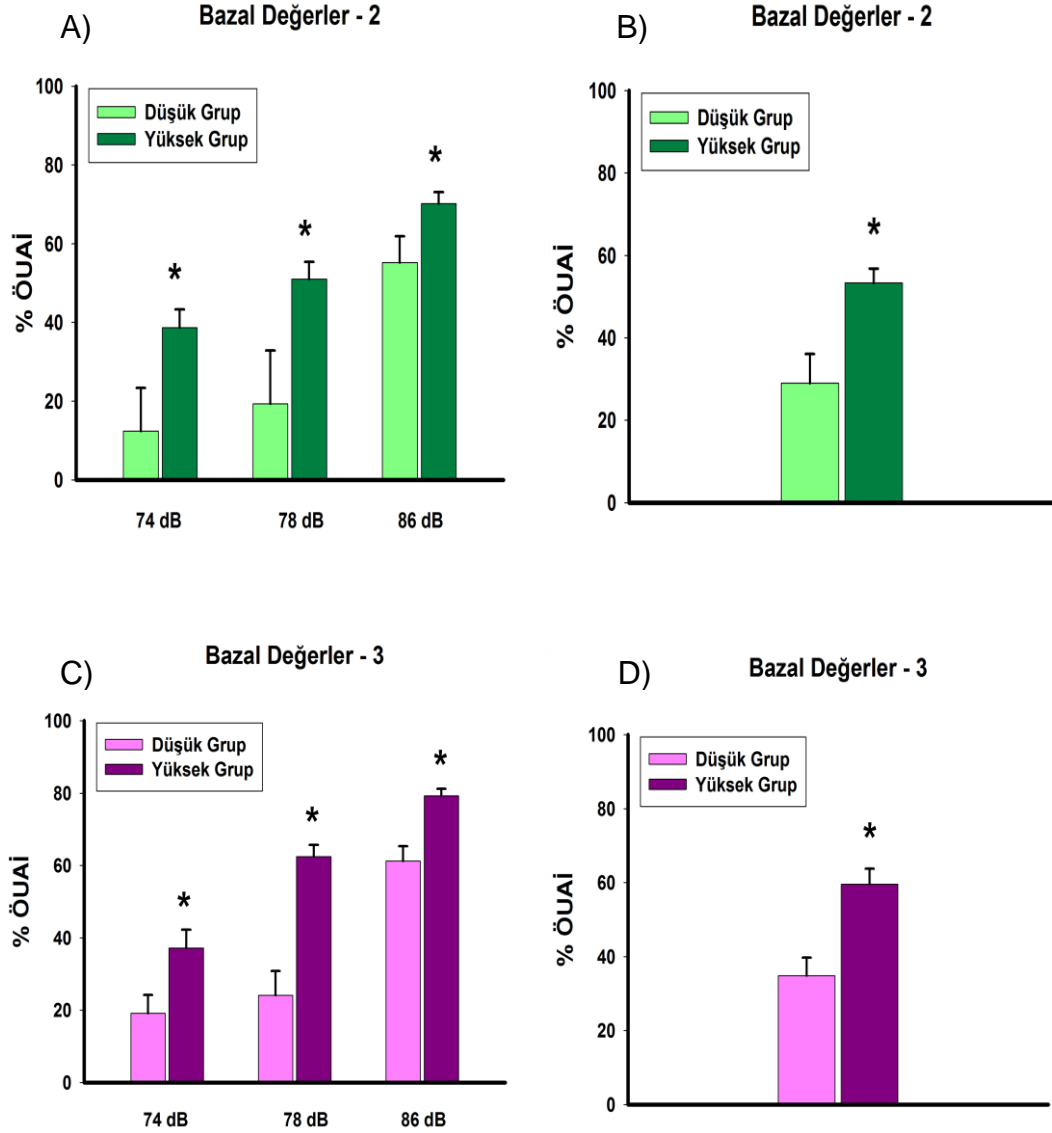 A)
Bazal Değerler - 2
% ÖUAİ
100
80
60
40
20
0
Düşük Grup
Yüksek Grup
*
*
*
74 dB
78 dB
86 dB
B)
Bazal Değerler - 2
% ÖUAİ
100
80
60
40
20
0
Düşük Grup
Yüksek Grup
*
C)
Bazal Değerler - 3
% ÖUAİ
100
80
60
40
20
0
Düşük Grup
Yüksek Grup
*
*
*
74 dB
78 dB
86 dB
D)
Bazal Değerler - 3
% ÖUAİ
100
80
60
40
20
0
Düşük Grup
Yüksek Grup
*